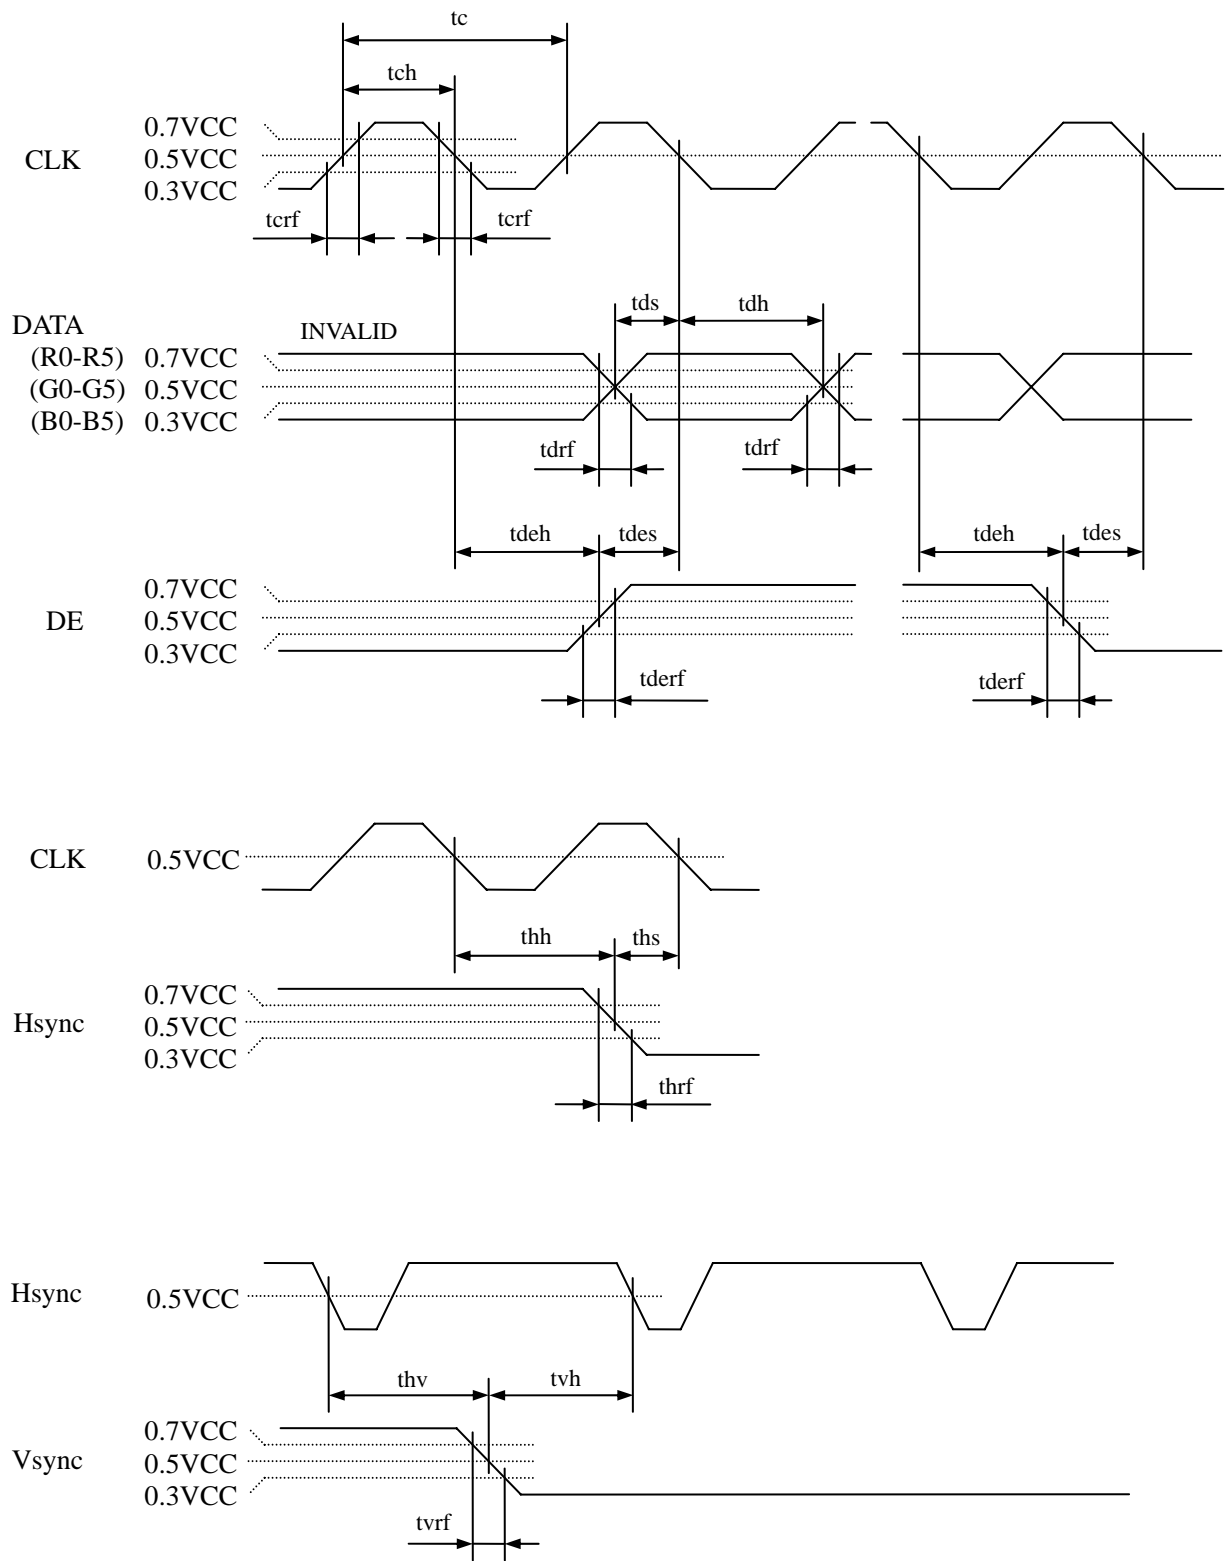 tc
tch
0.7VCC
CLK 0.5VCC
0.3VCC
tcrf tcrf
tds tdh
DATA INVALID
(R0-R5) 0.7VCC
(G0-G5) 0.5VCC
(B0-B5) 0.3VCC
tdrf tdrf
tdeh tdes tdeh tdes
0.7VCC
DE 0.5VCC
0.3VCC
tderf tderf
CLK 0.5VCC
thh ths
0.7VCC
Hsync 0.5VCC
0.3VCC
thrf
Hsync 0.5VCC
thv tvh
0.7VCC
Vsync 0.5VCC
0.3VCC
tvrf